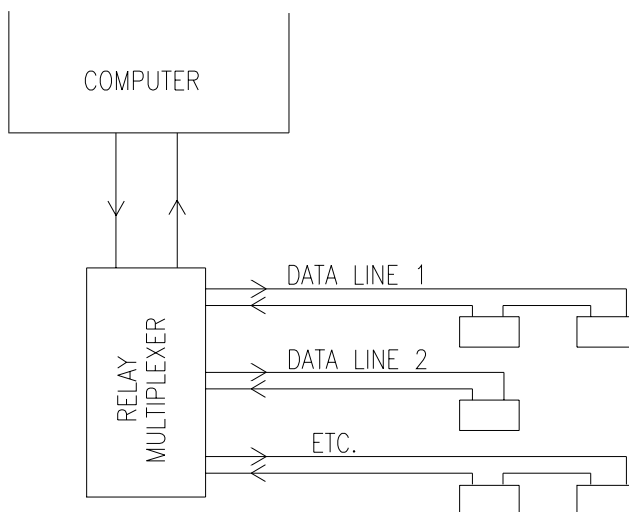 COMPUTER
DATA LINE 1
DATA LINE 2
RELAY
MULTIPLEXER
ETC.